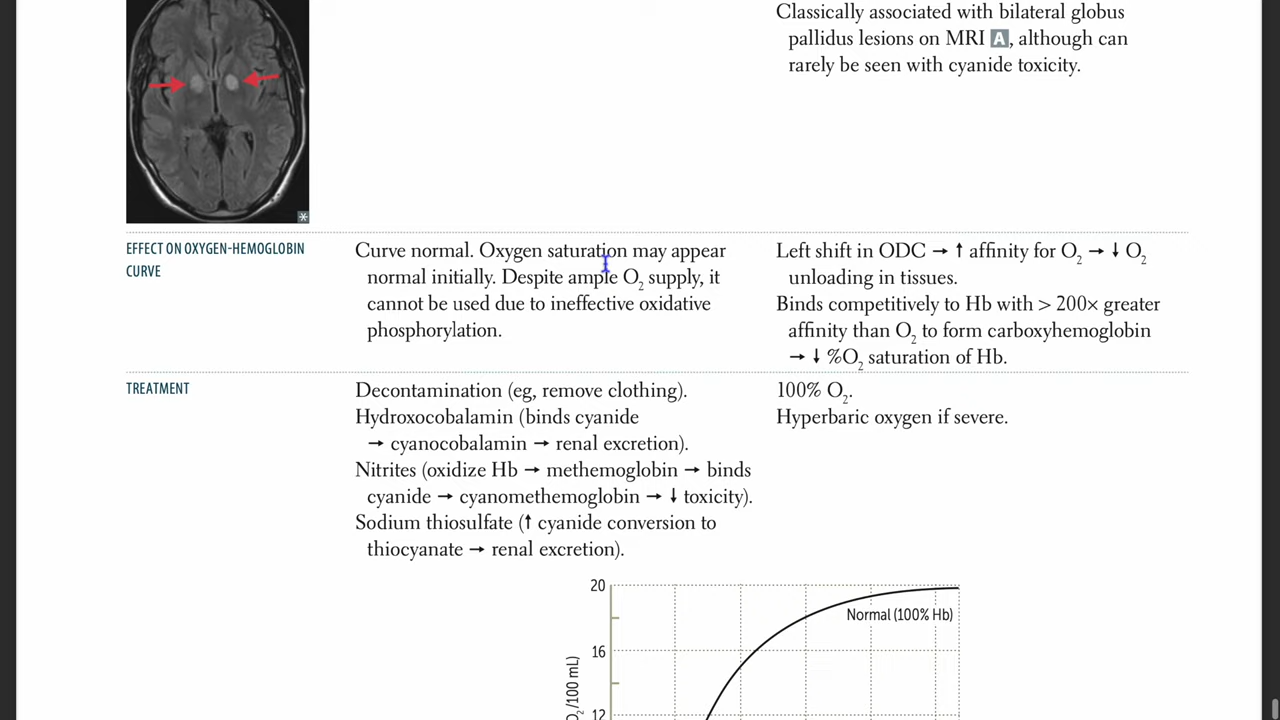 Classically associated with bilateral globus
pallidus lesions on MRI A, although can
rarely be seen with cyanide toxicity.
*
EFFECT ON OXYGEN-HEMOGLOBIN
CURVE
Curve normal. Oxygen saturation may appear
normal initially. Despite ample O₂ supply, it
cannot be used due to ineffective oxidative
phosphorylation.
Left shift in ODC → ↑ affinity for O₂ → ↓ O₂
unloading in tissues.
Binds competitively to Hb with > 200× greater
affinity than O₂ to form carboxyhemoglobin
→ ↓ %O₂ saturation of Hb.
TREATMENT
Decontamination (eg, remove clothing).
Hydroxocobalamin (binds cyanide
→ cyanocobalamin → renal excretion).
Nitrites (oxidize Hb → methemoglobin → binds
cyanide → cyanomethemoglobin → ↓ toxicity).
Sodium thiosulfate (↑ cyanide conversion to
thiocyanate → renal excretion).
100% O₂.
Hyperbaric oxygen if severe.
20
Normal (100% Hb)
16
O₂/100 mL)
12